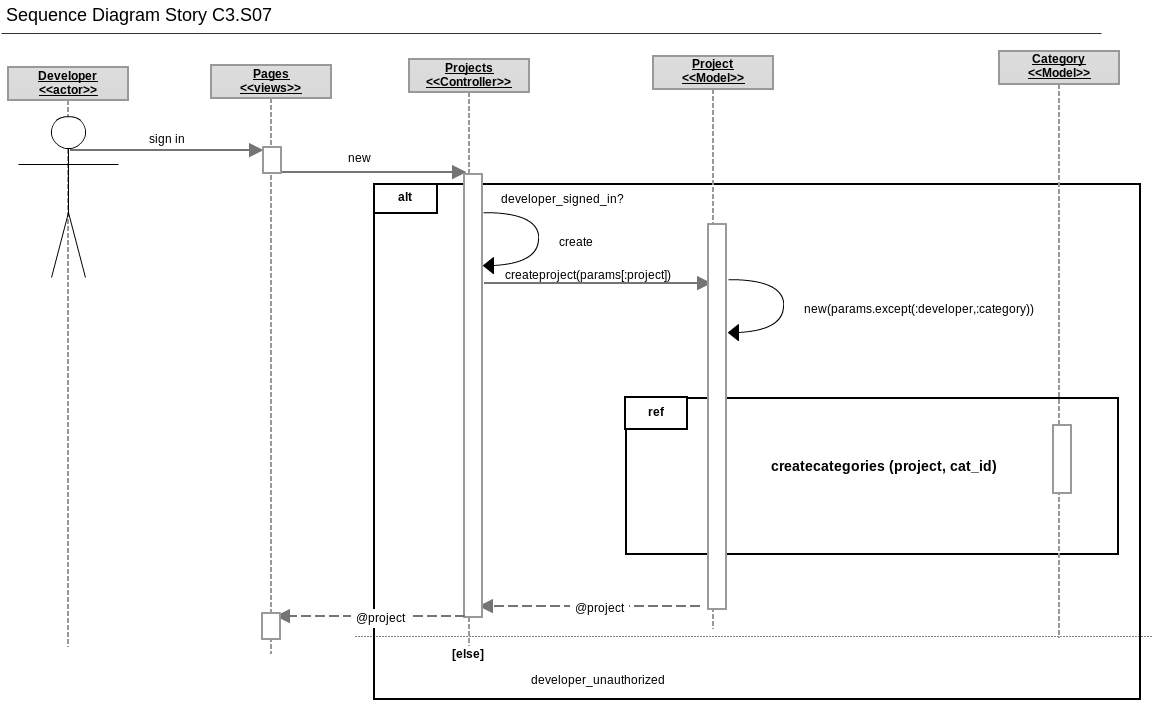 Sequence Diagram Story C3.S07
Developer
<<actor>>
Pages
<<views>>
Projects
<<Controller>>
Project
<<Model>>
Category
<<Model>>
sign in
new
alt
developer_signed_in?
create
createproject(params[:project])
new(params.except(:developer,:category))
ref
createcategories (project, cat_id)
@project
@project
[else]
developer_unauthorized